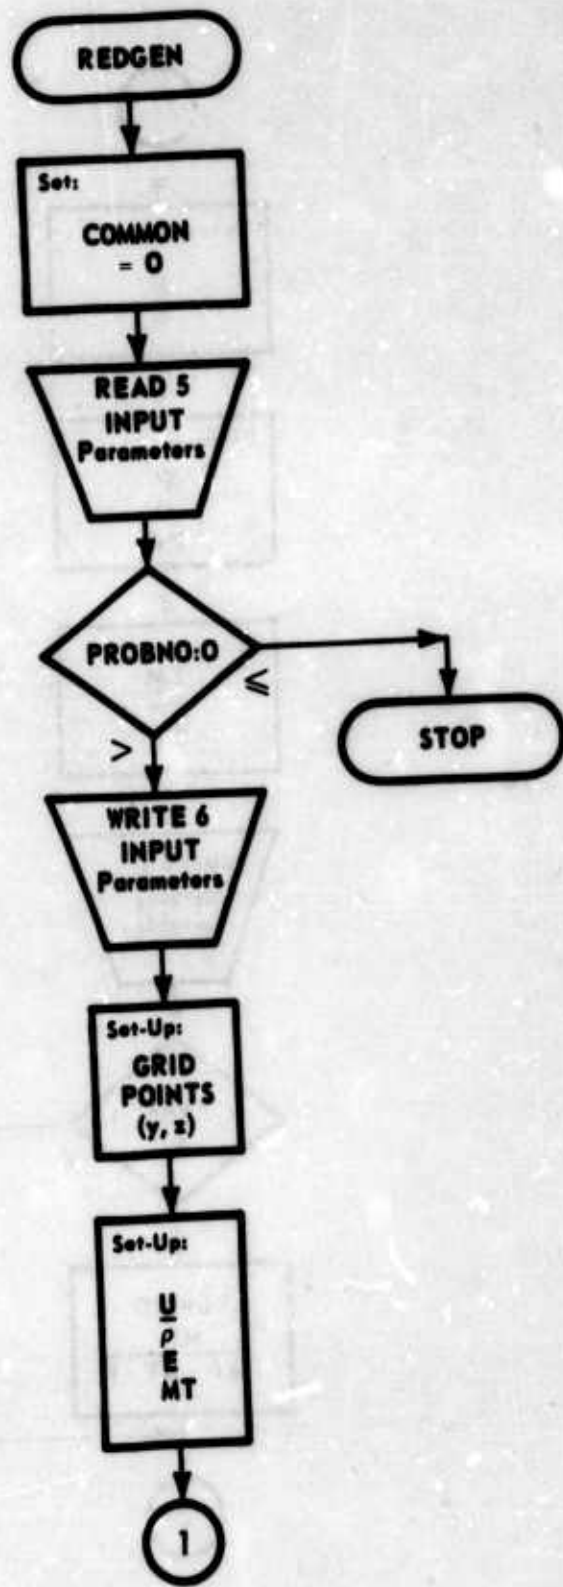 REDGEN
Set:
COMMON
= 0
READ 5
INPUT
Parameters
PROBNO:0
≤
STOP
>
WRITE 6
INPUT
Parameters
Set-Up:
GRID
POINTS
(y, z)
Set-Up:
U
ρ
E
MT
1